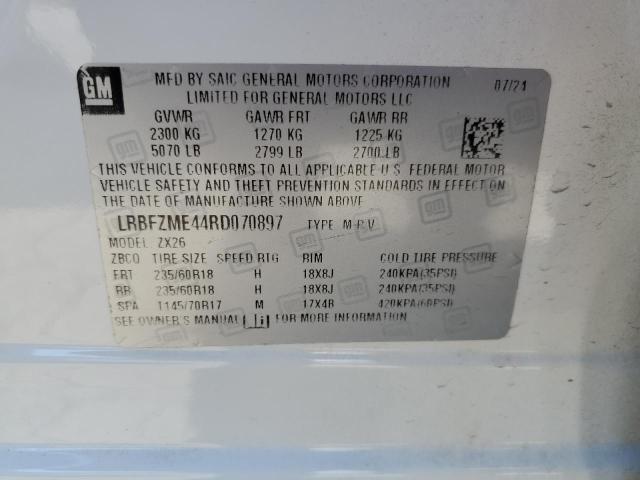 GM
MFD BY SAIC GENERAL MOTORS CORPORATION 07/24
LIMITED FOR GENERAL MOTORS LLC
GVWR GAWR FRT GAWR RR
2300 KG 1270 KG 1225 KG
5070 LB 2799 LB 2700 LB
THIS VEHICLE CONFORMS TO ALL APPLICABLE U.S. FEDERAL MOTOR
VEHICLE SAFETY AND THEFT PREVENTION STANDARDS IN EFFECT ON
THE DATE OF MANUFACTURE SHOWN ABOVE
LRBFZME44RD070897 TYPE M.P.V.
MODEL ZX26
ZBCO TIRE SIZE SPEED RTG RIM COLD TIRE PRESSURE
FRT 235/60R18 H 18X8J 240KPA(35PSI)
RR 235/60R18 H 18X8J 240KPA(35PSI)
SPA T145/70R17 M 17X4B 420KPA(60PSI)
SEE OWNER'S MANUAL FOR MORE INFORMATION